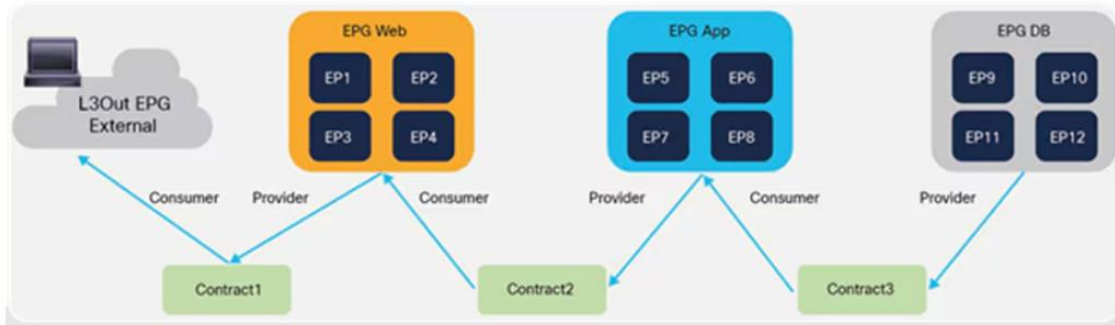 EPG Web
EPG App
EPG DB
EP1
EP2
EP5
EP6
EP9
EP10
L3Out EPG
External
EP3
EP4
EP7
EP8
EP11
EP12
Consumer
Provider
Consumer
Provider
Consumer
Provider
Contract1
Contract2
Contract3